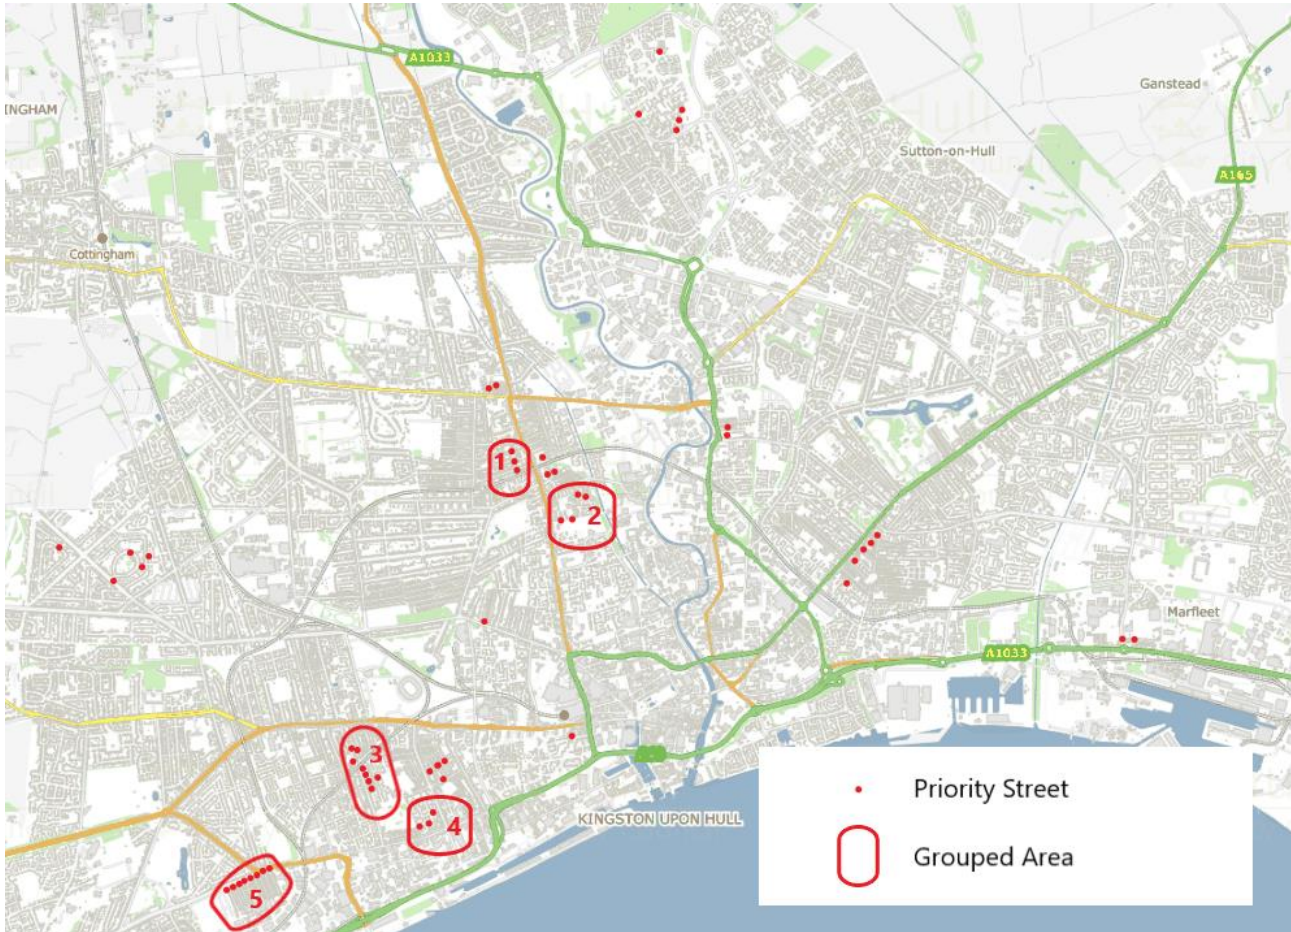 A1033
Ganstead
INGHAM
Sutton-on-Hull
A165
Cottingham
1
2
Marfleet
A1033
3
4
5
KINGSTON UPON HULL
Priority Street
Grouped Area